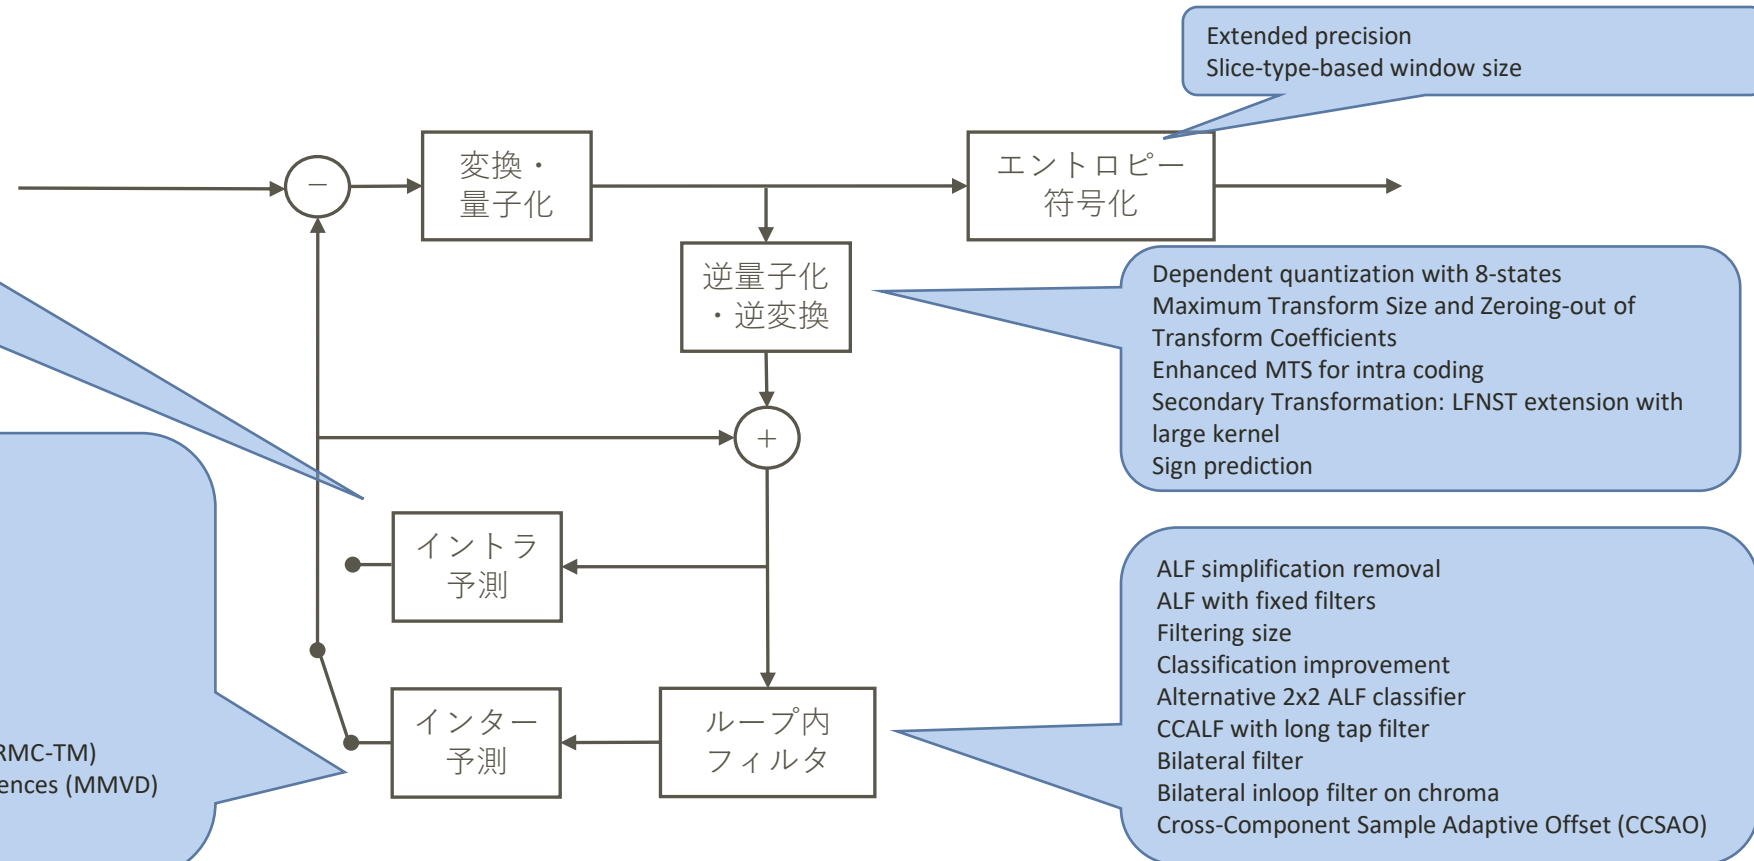 Extended precision
Slice-type-based window size
−
変換・
量子化
エントロピー
符号化
逆量子化
・逆変換
Dependent quantization with 8-states
Maximum Transform Size and Zeroing-out of
Transform Coefficients
Enhanced MTS for intra coding
Secondary Transformation: LFNST extension with
large kernel
Sign prediction
+
イントラ
予測
インター
予測
ループ内
フィルタ
RMC-TM)
ences (MMVD)
ALF simplification removal
ALF with fixed filters
Filtering size
Classification improvement
Alternative 2x2 ALF classifier
CCALF with long tap filter
Bilateral filter
Bilateral inloop filter on chroma
Cross-Component Sample Adaptive Offset (CCSAO)